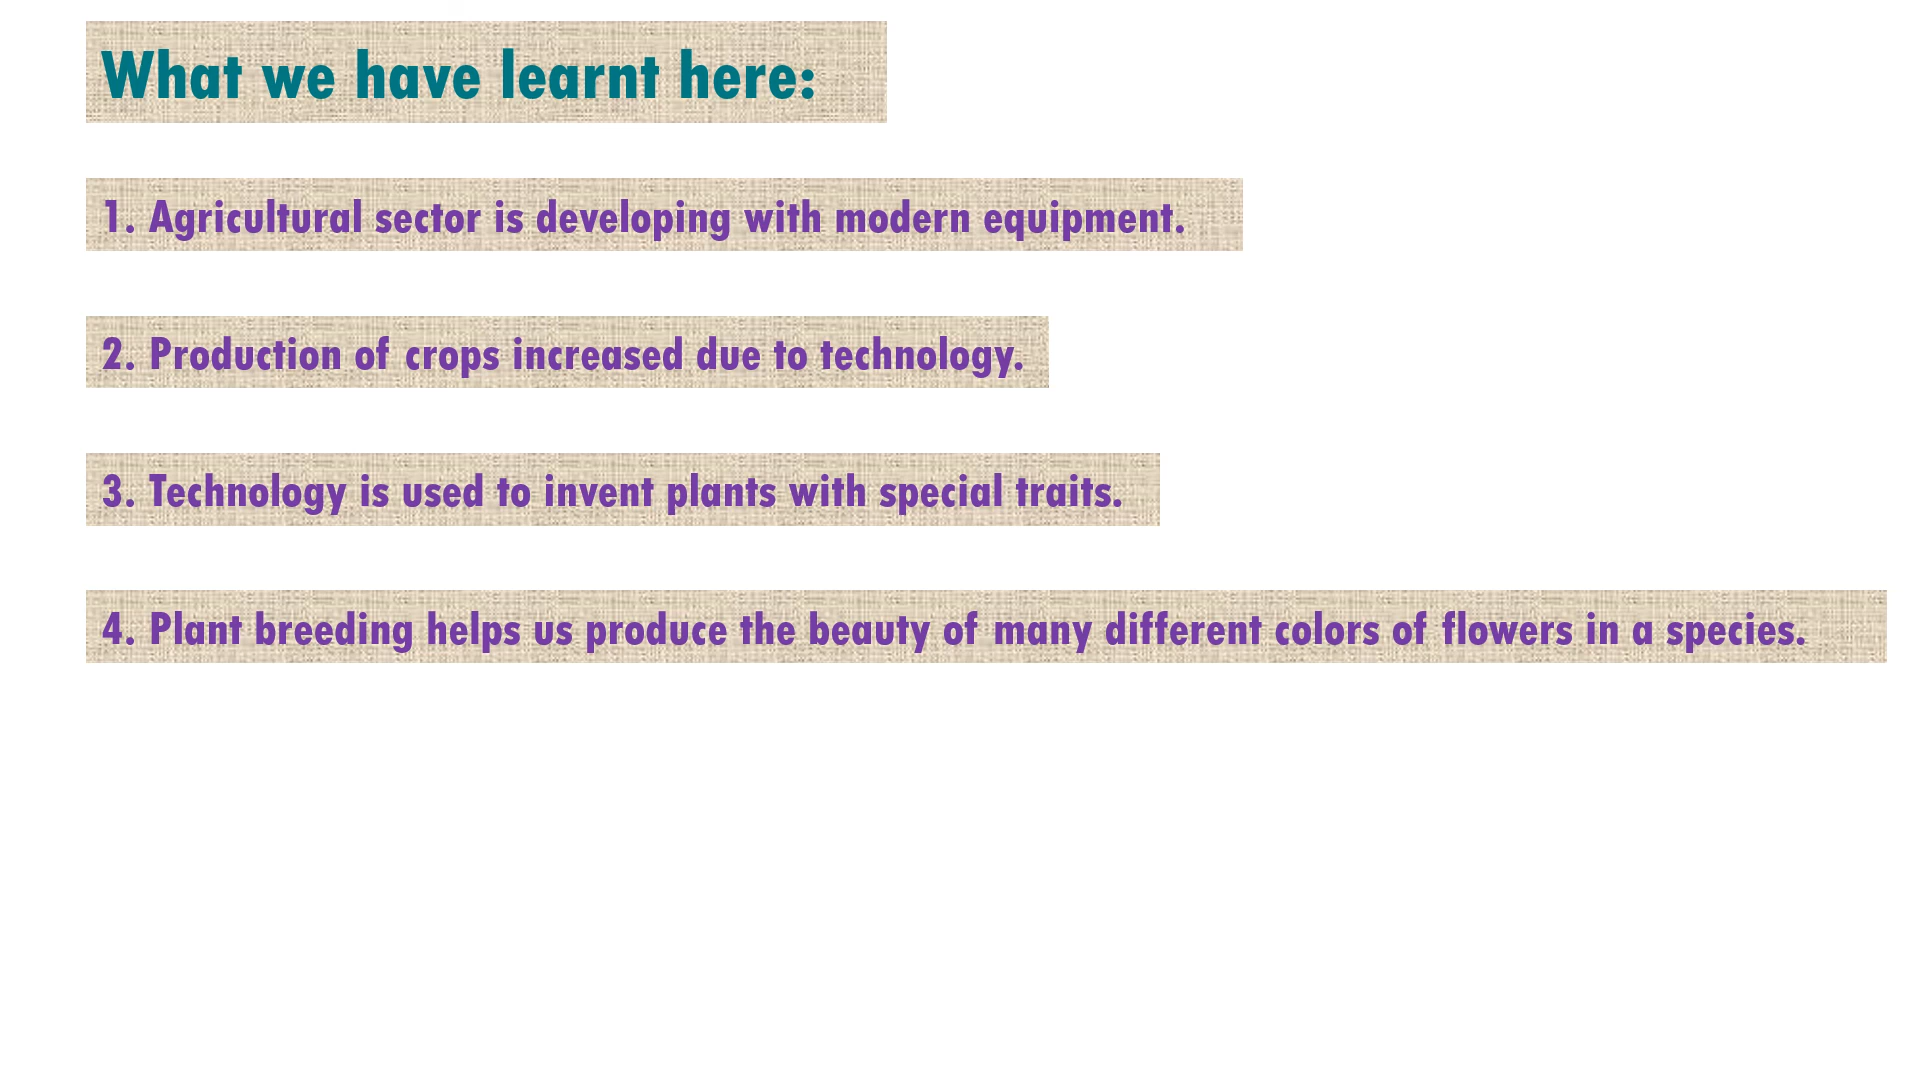 What we have learnt here:
1. Agricultural sector is developing with modern equipment.
2. Production of crops increased due to technology.
3. Technology is used to invent plants with special traits.
4. Plant breeding helps us produce the beauty of many different colors of flowers in a species.